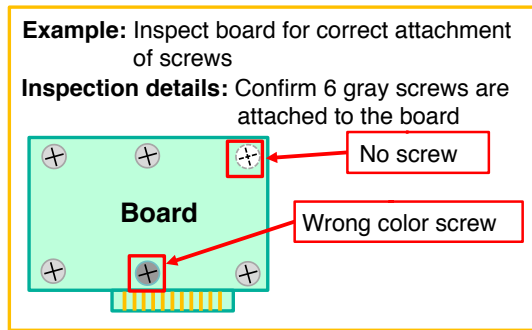 Example: Inspect board for correct attachment
of screws
Inspection details: Confirm 6 gray screws are
attached to the board
No screw
Board
Wrong color screw